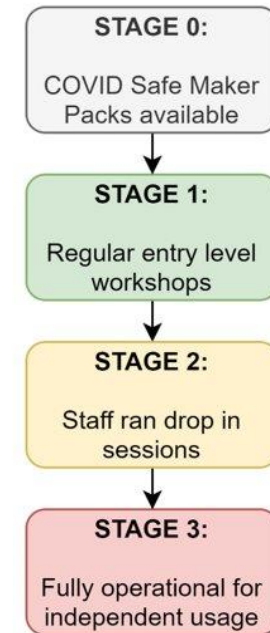 STAGE 0:
COVID Safe Maker
Packs available
STAGE 1:
Regular entry level
workshops
STAGE 2:
Staff ran drop in
sessions
STAGE 3:
Fully operational for
independent usage